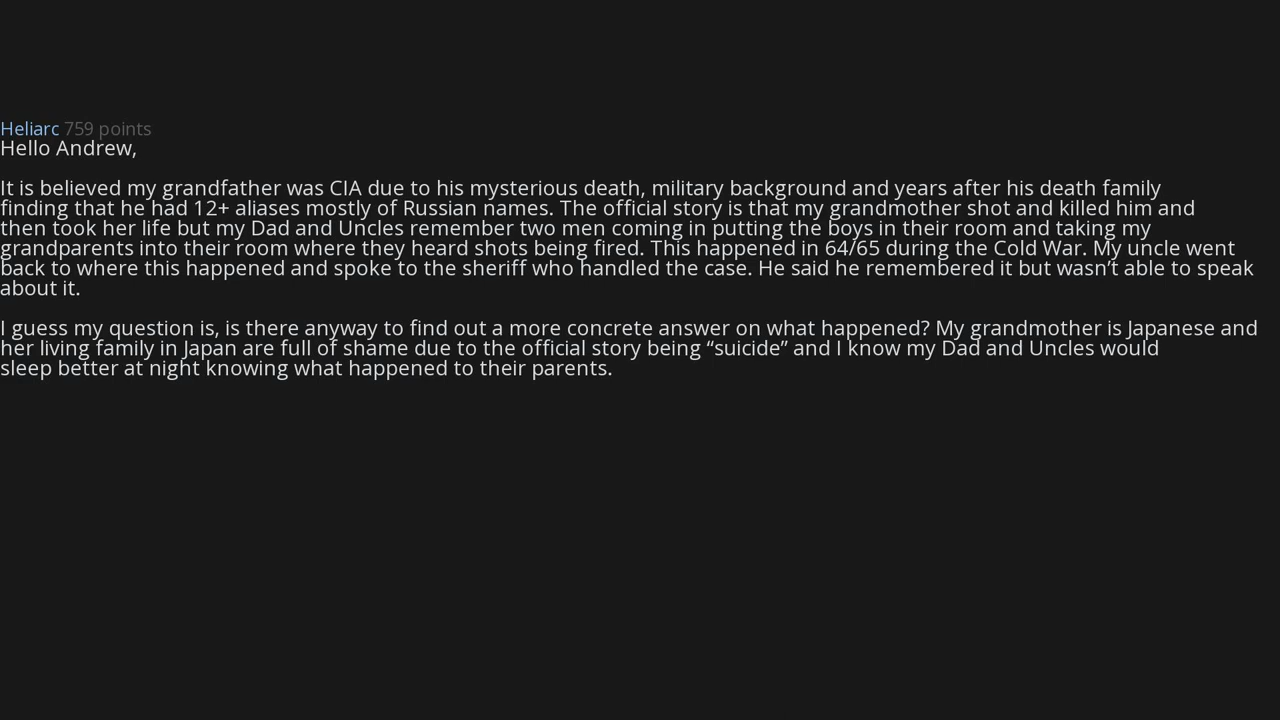 Heliarc 759 points
Hello Andrew,
It is believed my grandfather was CIA due to his mysterious death, military background and years after his death family
finding that he had 12+ aliases mostly of Russian names. The official story is that my grandmother shot and killed him and
then took her life but my Dad and Uncles remember two men coming in putting the boys in their room and taking my
grandparents into their room where they heard shots being fired. This happened in 64/65 during the Cold War. My uncle went
back to where this happened and spoke to the sheriff who handled the case. He said he remembered it but wasn’t able to speak
about it.
I guess my question is, is there anyway to find out a more concrete answer on what happened? My grandmother is Japanese and
her living family in Japan are full of shame due to the official story being “suicide” and I know my Dad and Uncles would
sleep better at night knowing what happened to their parents.